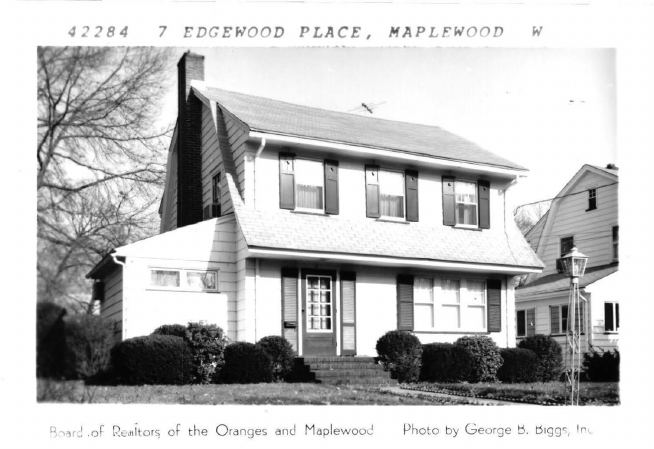 42284 7 EDGEWOOD PLACE, MAPLEWOOD W
Board of Realtors of the Oranges and Maplewood Photo by George B. Biggs, Inc